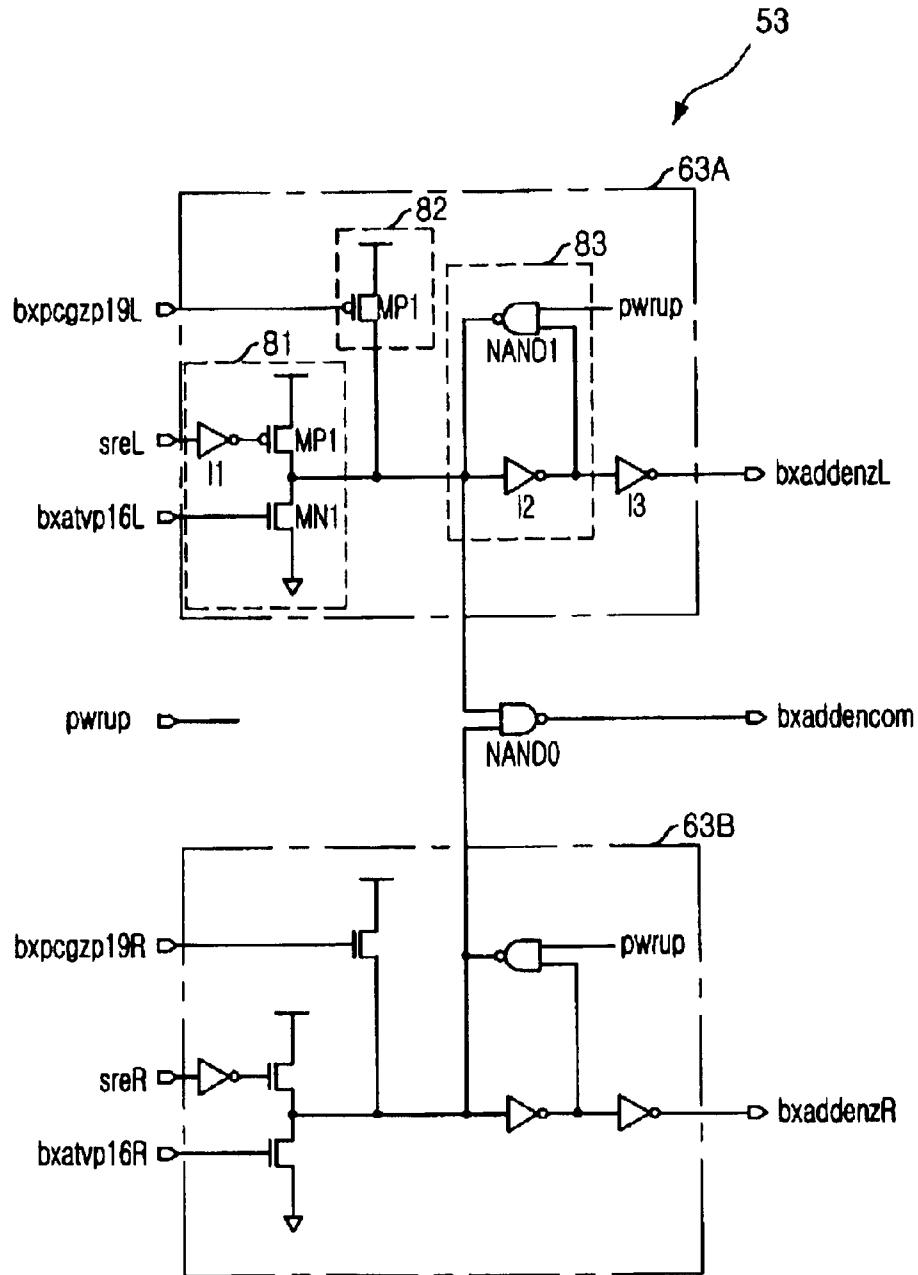 53
63A
82
83
bxpcgzp19L
MP1
pwrup
NAND1
81
sreL
I1
MP1
bxaddenzL
I2
I3
bxatvp16L
MN1
pwrup
bxaddencom
NAND0
63B
bxpcgzp19R
pwrup
sreR
bxaddenzR
bxatvp16R